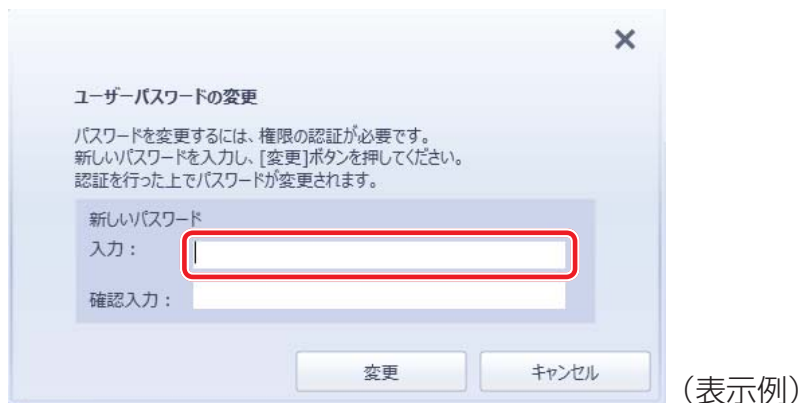 ユーザーパスワードの変更
パスワードを変更するには、権限の認証が必要です。
新しいパスワードを入力し、[変更]ボタンを押してください。
認証を行った上でパスワードが変更されます。
新しいパスワード
入力：
確認入力：
変更 キャンセル
（表示例）